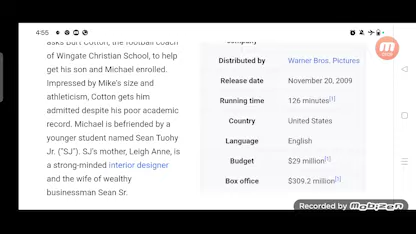 4:55
asks Burt Cotton, the football coach
of Wingate Christian School, to help
get his son and Michael enrolled.
Impressed by Mike's size and
athleticism, Cotton gets him
admitted despite his poor academic
record. Michael is befriended by a
younger student named Sean Tuohy
Jr. ("SJ"). SJ's mother, Leigh Anne, is
a strong-minded interior designer
and the wife of wealthy
businessman Sean Sr.
company
Distributed by Warner Bros. Pictures
Release date November 20, 2009
Running time 126 minutes[1]
Country United States
Language English
Budget $29 million[1]
Box office $309.2 million[1]
Recorded by Mobizen